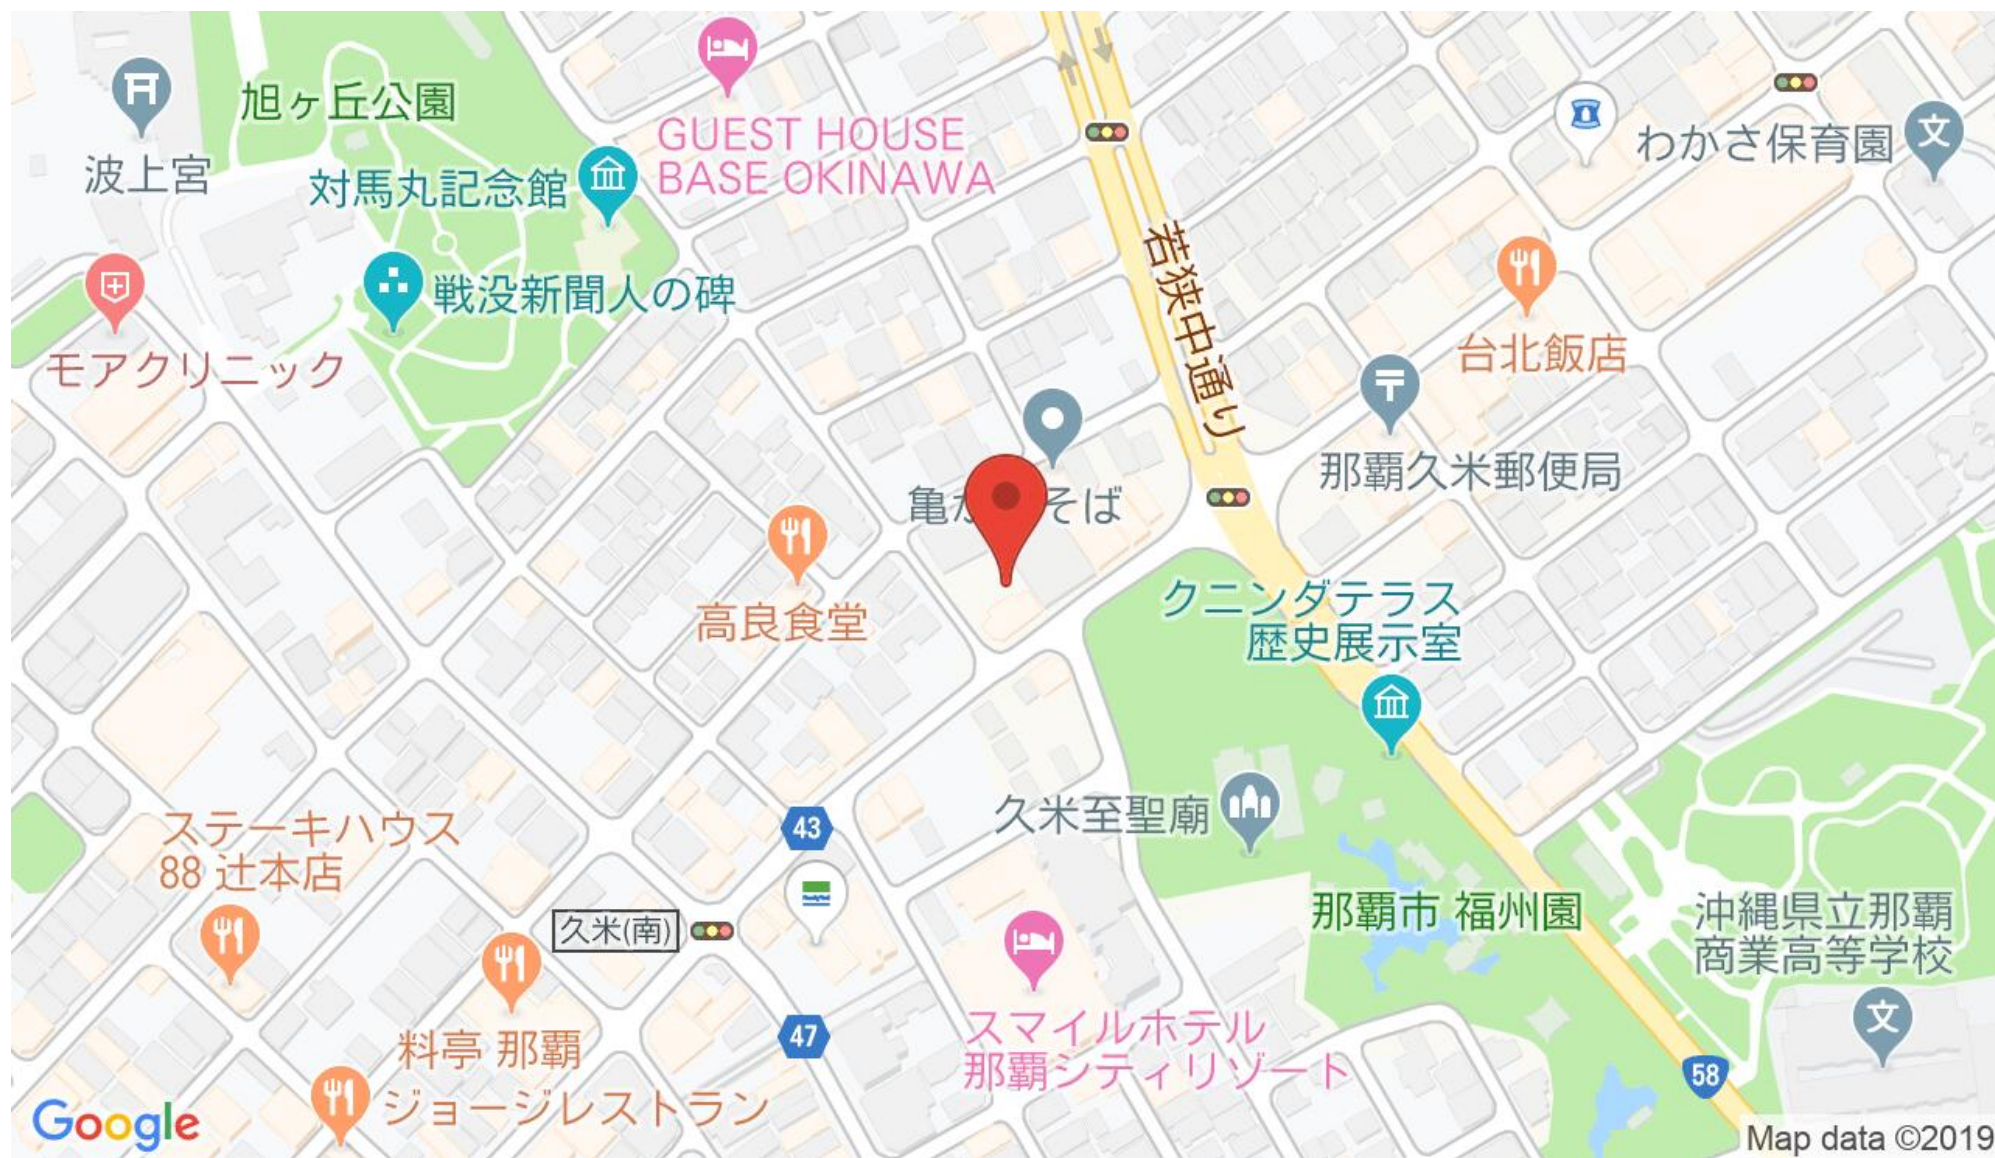 旭ヶ丘公園
波上宮
対馬丸記念館
GUEST HOUSE
BASE OKINAWA
わかさ保育園
文
若狭中通り
戦没新聞人の碑
モアクリニック
台北飯店
那覇久米郵便局
亀
そば
高良食堂
クニンダテラス
歴史展示室
久米至聖廟
43
ステーキハウス
88 辻本店
久米(南)
那覇市 福州園
沖縄県立那覇
商業高等学校
文
料亭 那覇
47
スマイルホテル
那覇シティリゾート
58
ジョージレストラン
Google
Map data ©2019